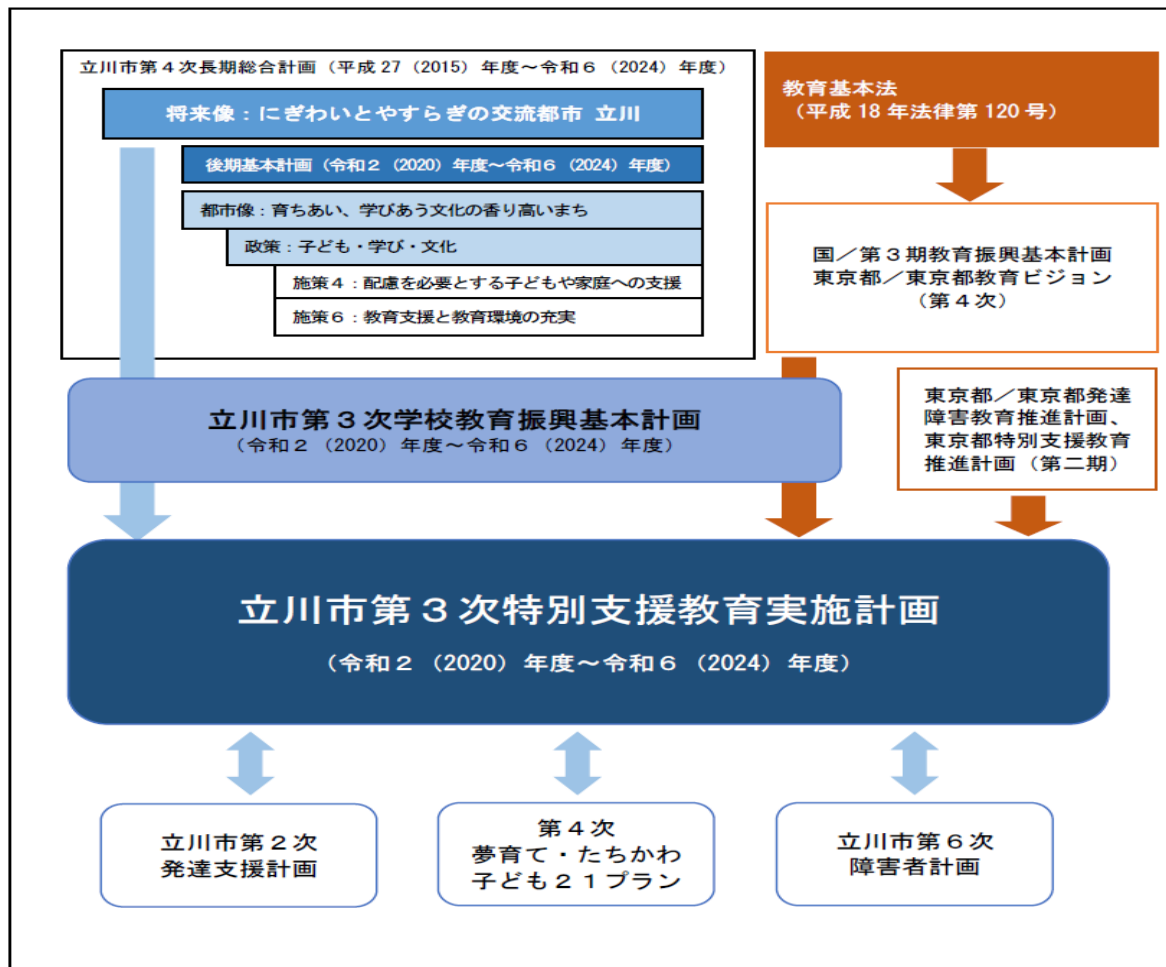 立川市第４次長期総合計画（平成27（2015）年度～令和６（2024）年度）
将来像：にぎわいとやすらぎの交流都市 立川
後期基本計画（令和２（2020）年度～令和６（2024）年度）
都市像：育ちあい、学びあう文化の香り高いまち
政策：子ども・学び・文化
施策４：配慮を必要とする子どもや家庭への支援
施策６：教育支援と教育環境の充実
教育基本法
（平成18年法律第120号）
国／第３期教育振興基本計画
東京都／東京都教育ビジョン
（第４次）
立川市第３次学校教育振興基本計画
（令和２（2020）年度～令和６（2024）年度）
東京都／東京都発達
障害教育推進計画、
東京都特別支援教育
推進計画（第二期）
立川市第３次特別支援教育実施計画
（令和２（2020）年度～令和６（2024）年度）
立川市第２次
発達支援計画
第４次
夢育て・たちかわ
子ども２１プラン
立川市第６次
障害者計画